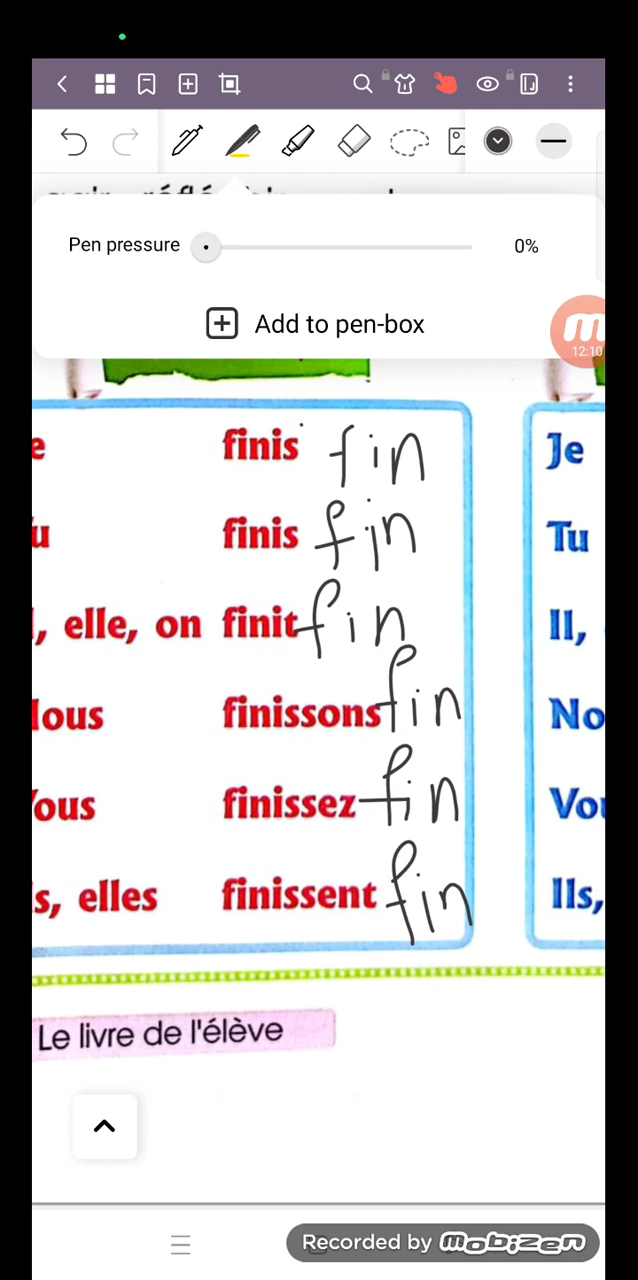 Pen pressure 0%
Add to pen-box
12:10
e finis fin Je
u finis fin Tu
, elle, on finit fin Il,
ous finissons fin No
ous finissez fin Vou
s, elles finissent fin Ils,
Le livre de l'élève
Recorded by mobizen